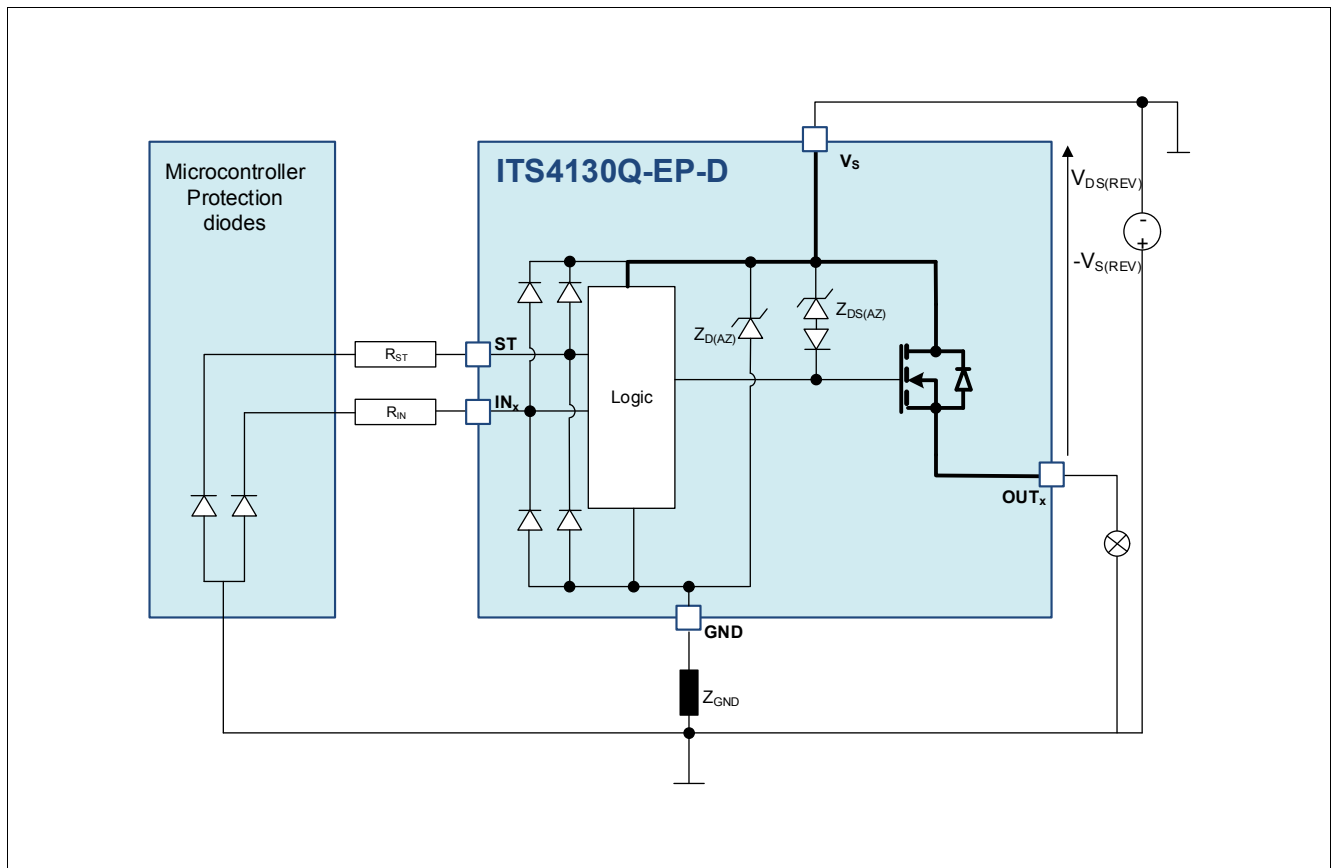 Microcontroller
Protection
diodes
ITS4130Q-EP-D
VS
VDS(REV)
-
+
-VS(REV)
ZD(AZ)
ZDS(AZ)
RST
ST
RIN
INx
Logic
OUTx
GND
ZGND